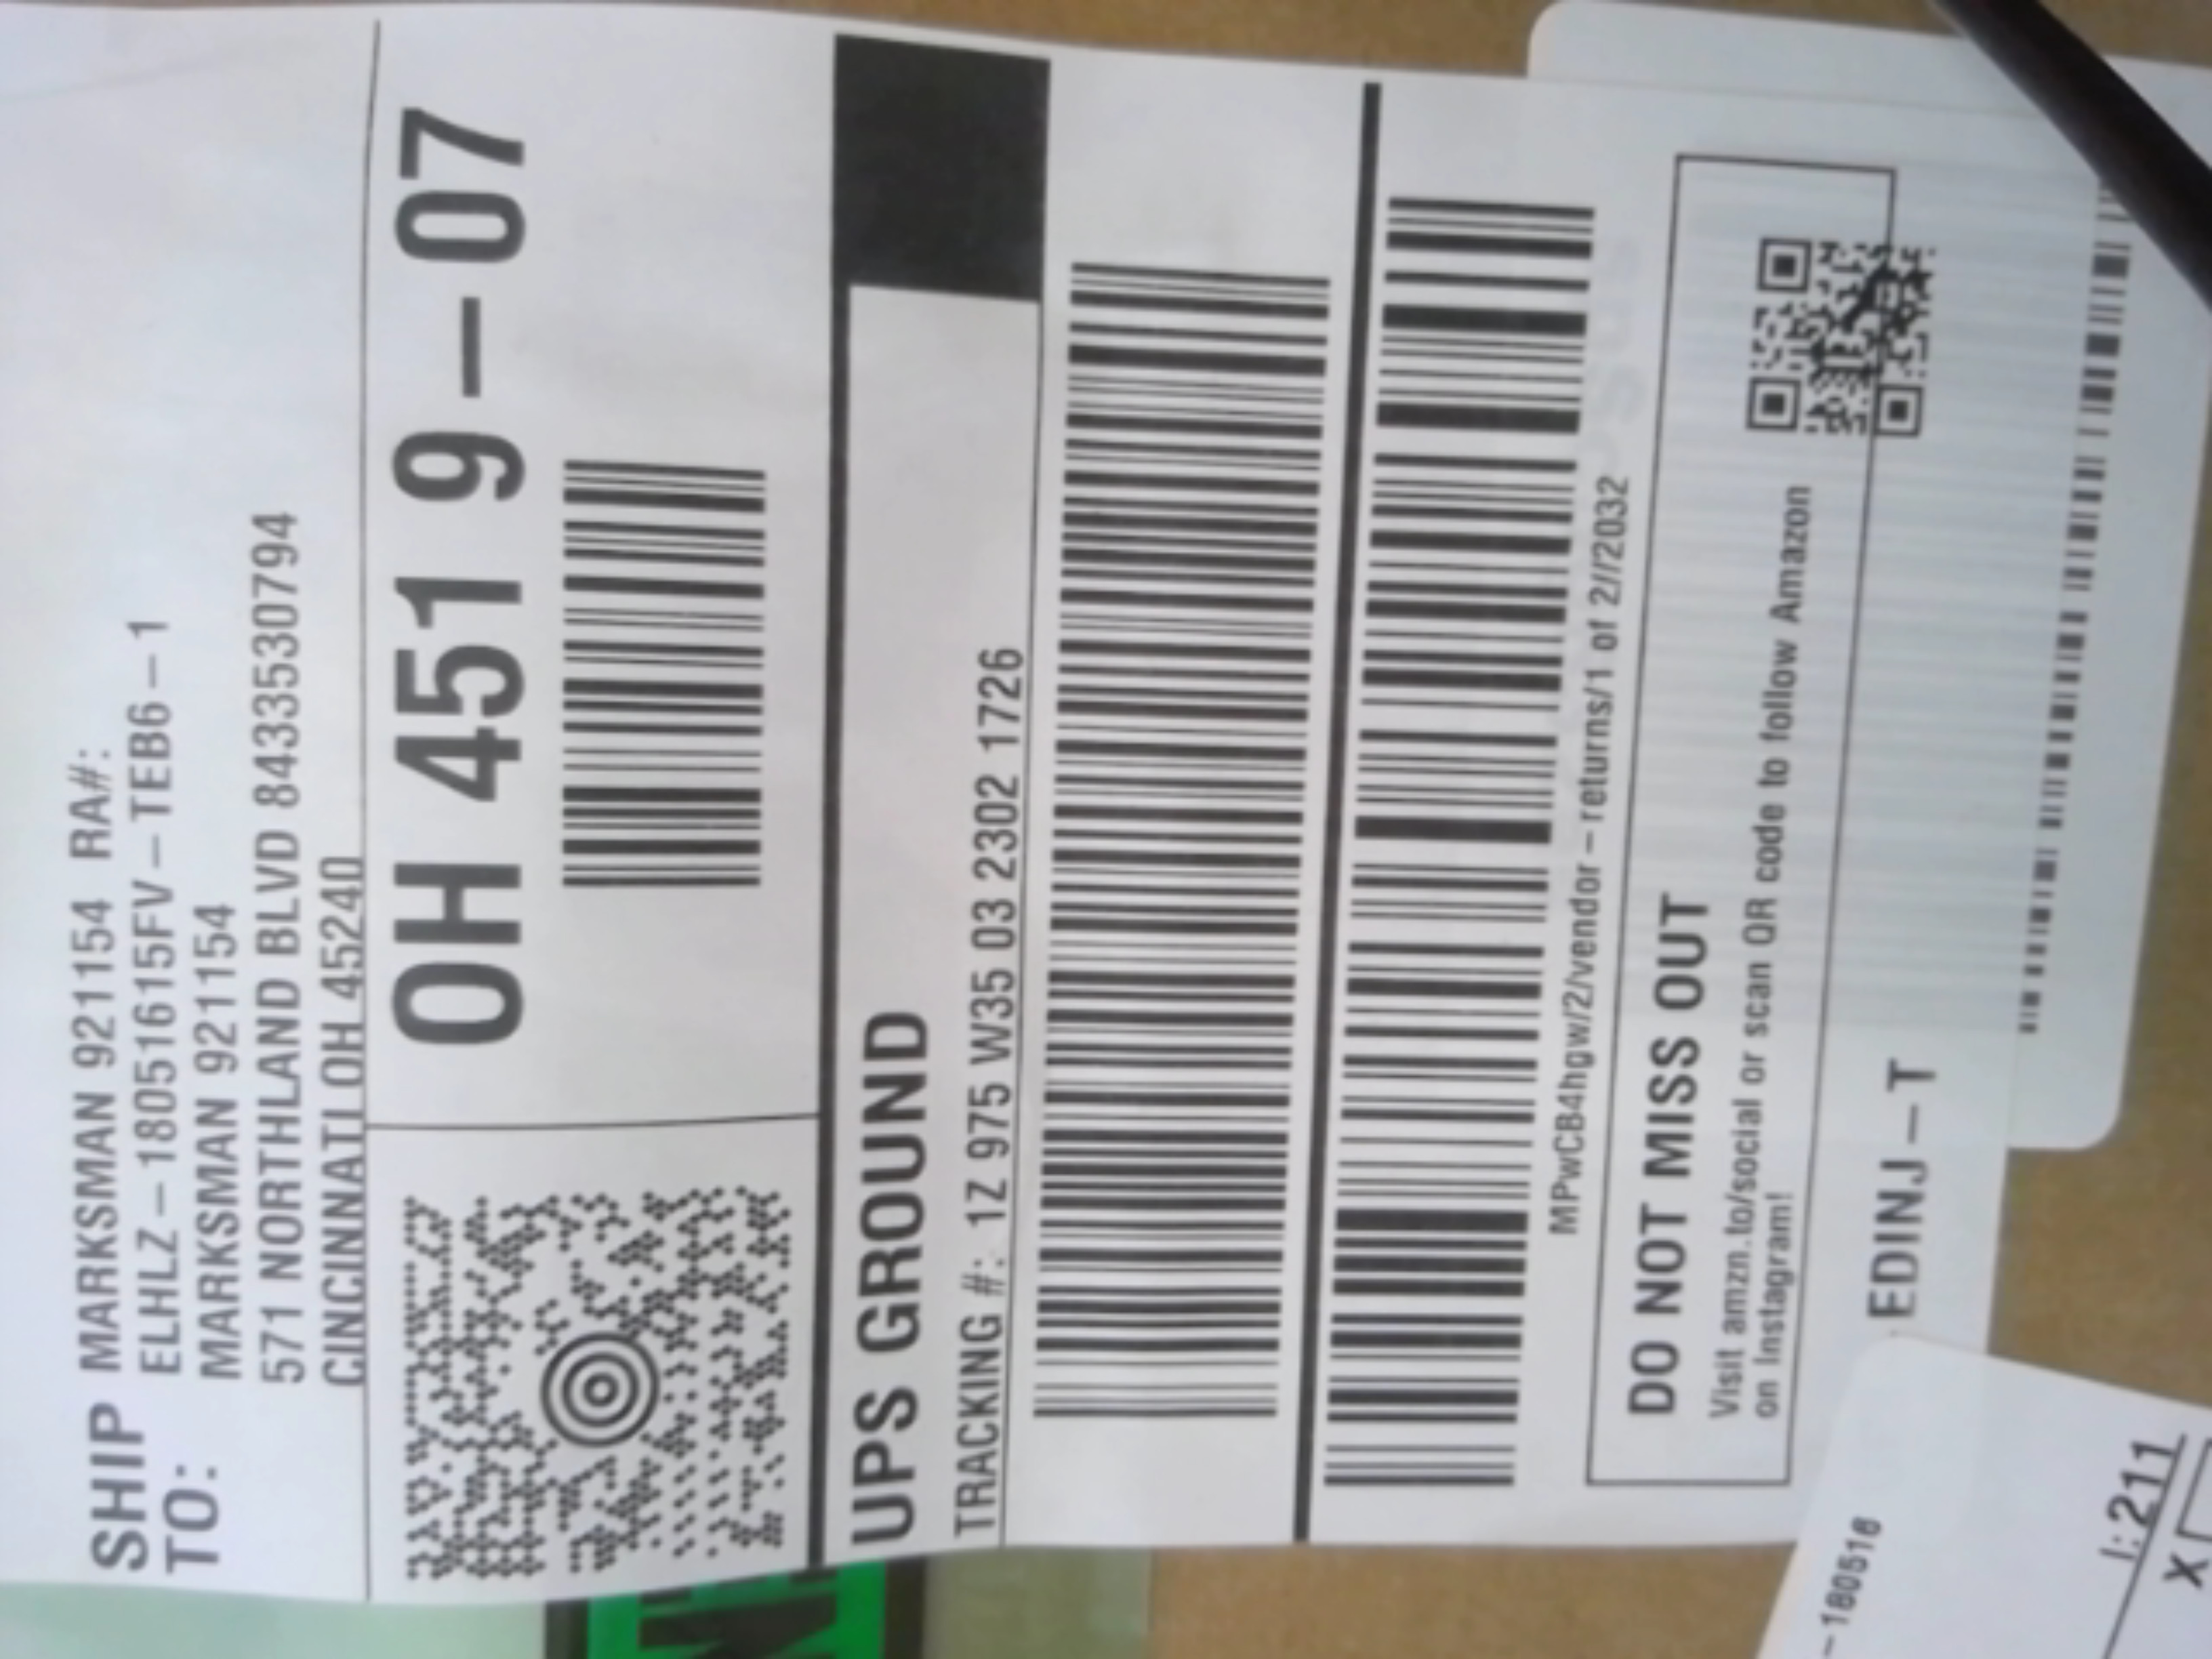 SHIP
TO:
MARKSMAN 921154 RA#:
ELHLZ-18051615FV-TEB6-1
MARKSMAN 921154
571 NORTHLAND BLVD 8433530794
CINCINNATI OH 45240
OH 451 9-07
UPS GROUND
TRACKING #: 1Z 975 W35 03 2302 1726
MPwCB4hgw/2/vendor-returns/1 of 2//2032
DO NOT MISS OUT
Visit amzn.to/social or scan QR code to follow Amazon
on Instagram!
EDINJ-T
-180516
I: 211
X